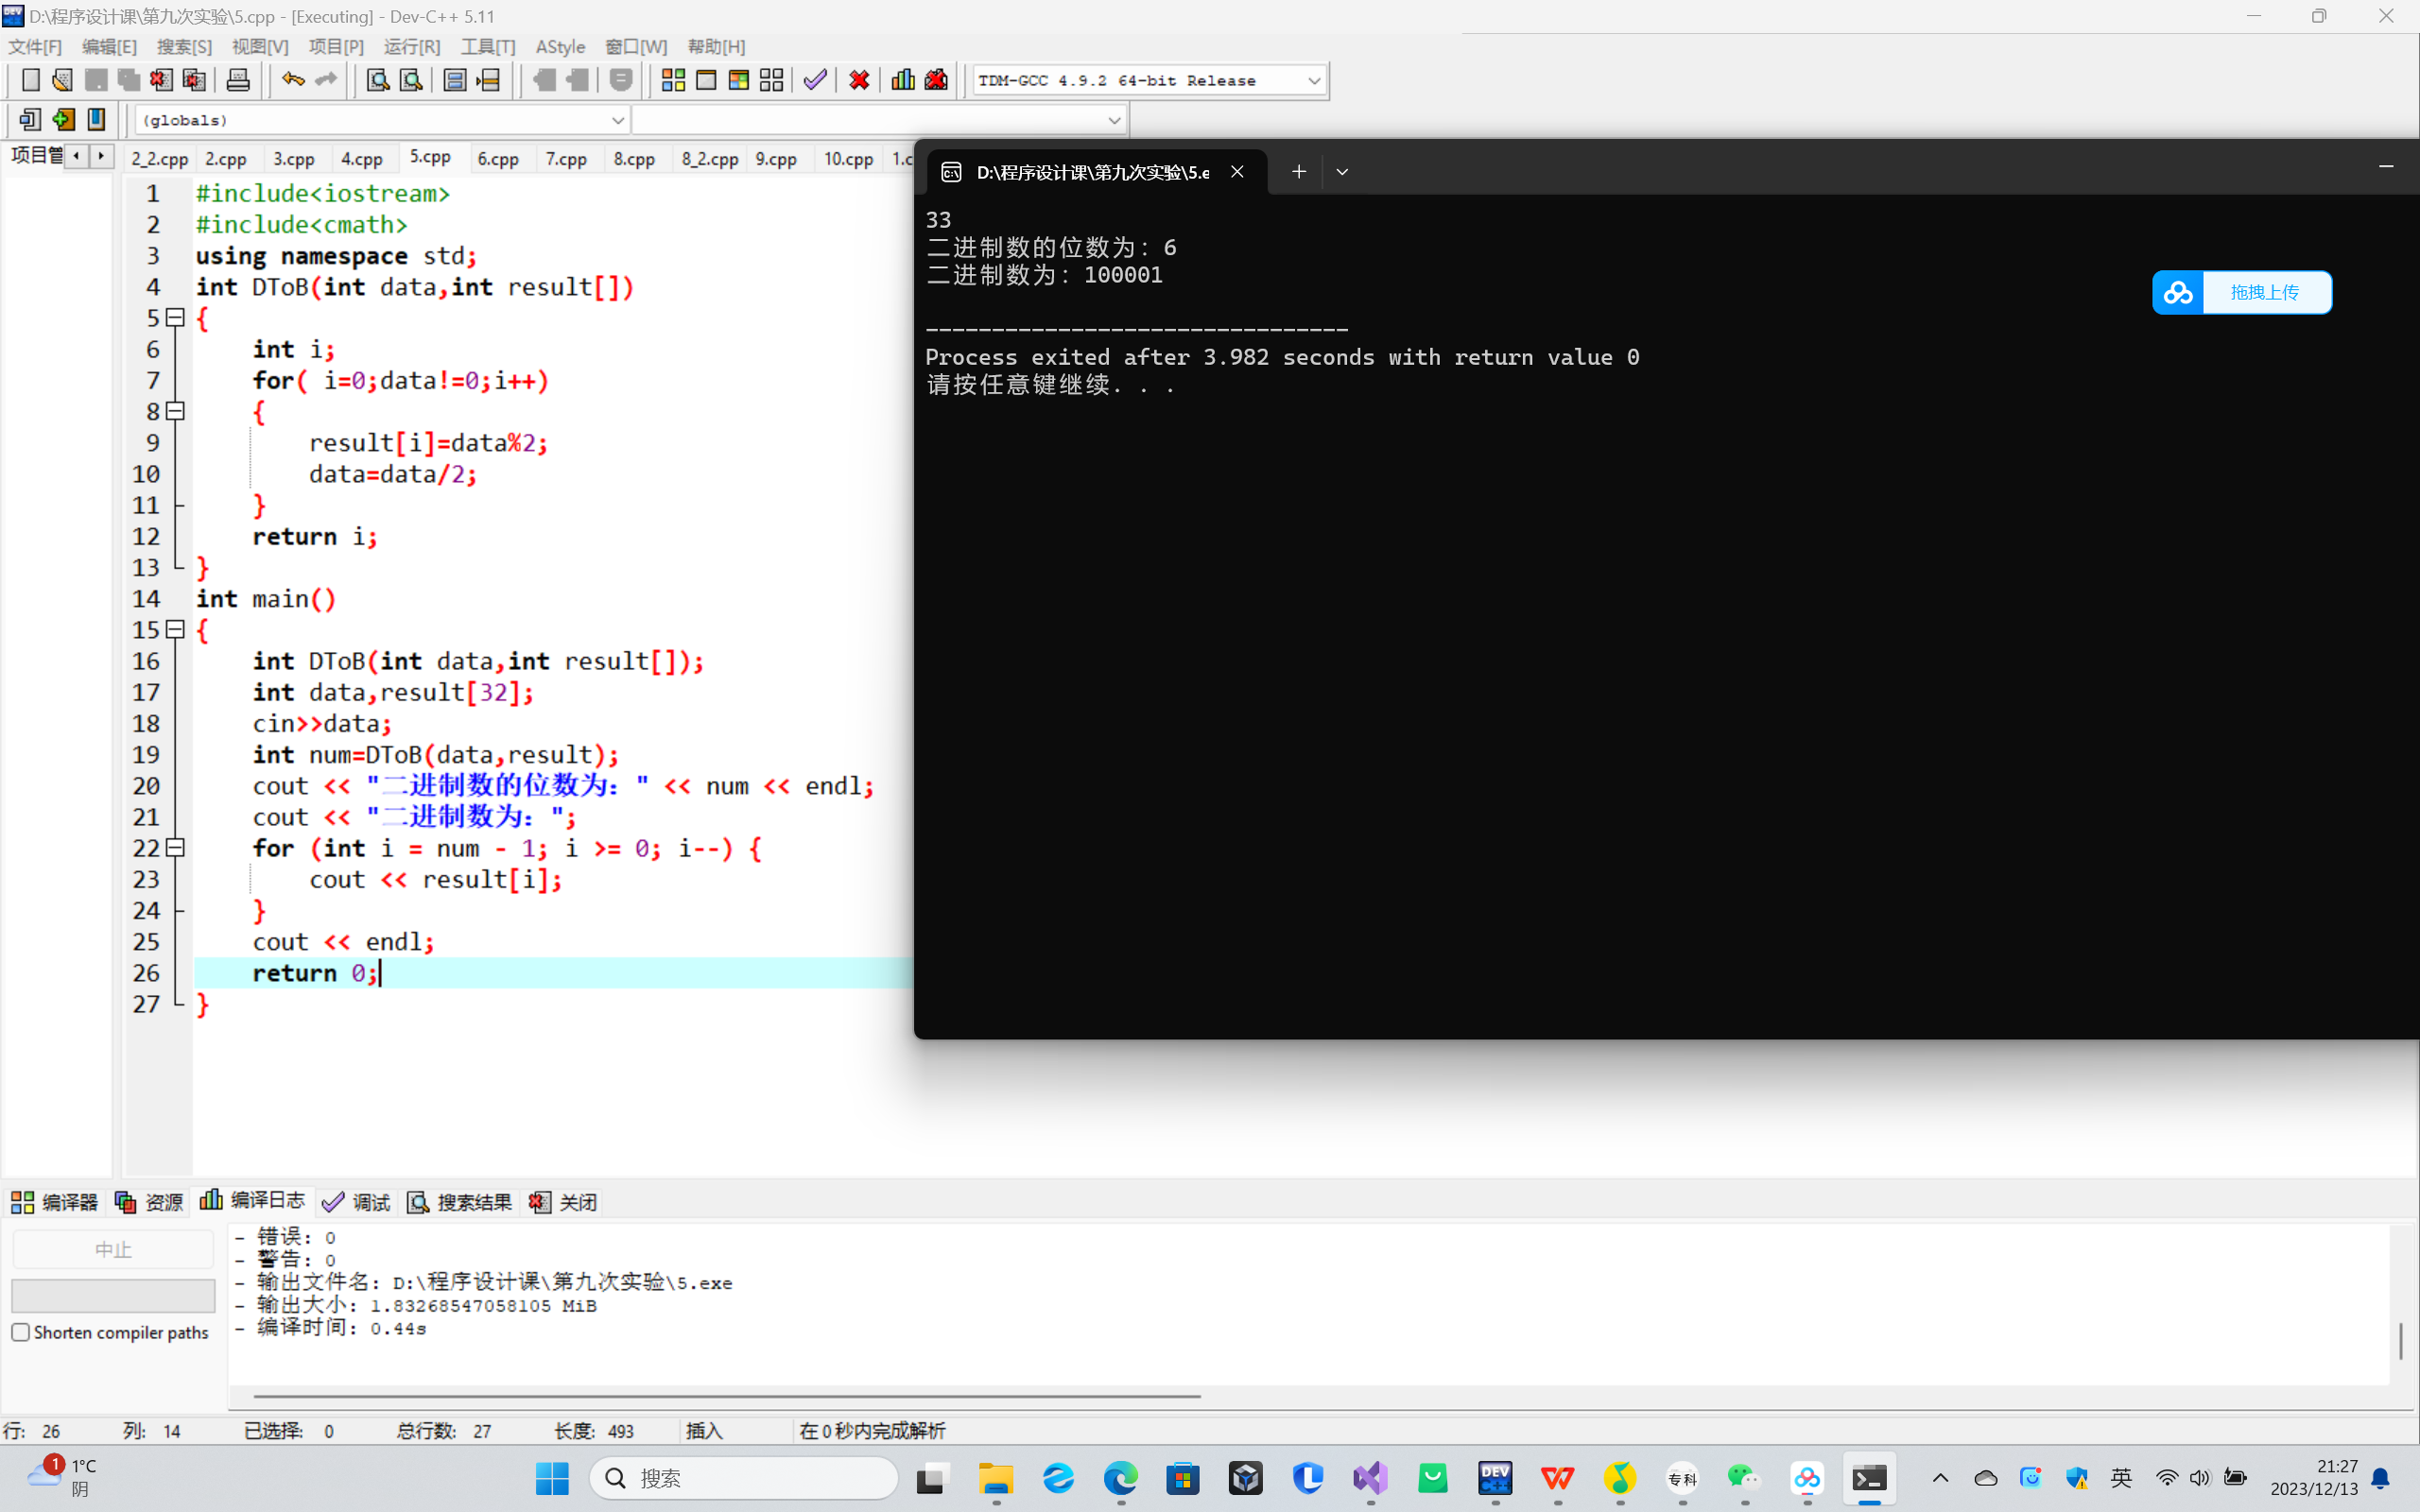 D:\程序设计课\第九次实验\5.cpp - [Executing] - Dev-C++ 5.11
文件[F] 编辑[E] 搜索[S] 视图[V] 项目[P] 运行[R] 工具[T] AStyle 窗口[W] 帮助[H]
TDM-GCC 4.9.2 64-bit Release
(globals)
项目管
2_2.cpp 2.cpp 3.cpp 4.cpp 5.cpp 6.cpp 7.cpp 8.cpp 8_2.cpp 9.cpp 10.cpp 1.c
1 #include<iostream>
2 #include<cmath>
3 using namespace std;
4 int DToB(int data,int result[])
5 {
6 int i;
7 for( i=0;data!=0;i++)
8 {
9 result[i]=data%2;
10 data=data/2;
11 }
12 return i;
13 }
14 int main()
15 {
16 int DToB(int data,int result[]);
17 int data,result[32];
18 cin>>data;
19 int num=DToB(data,result);
20 cout << "二进制数的位数为：" << num << endl;
21 cout << "二进制数为：";
22 for (int i = num - 1; i >= 0; i--) {
23 cout << result[i];
24 }
25 cout << endl;
26 return 0;
27 }
D:\程序设计课\第九次实验\5.e
33
二进制数的位数为：6
二进制数为：100001
--------------------------------
Process exited after 3.982 seconds with return value 0
请按任意键继续. . .
拖拽上传
编译器 资源 编译日志 调试 搜索结果 关闭
中止
Shorten compiler paths
- 错误: 0
- 警告: 0
- 输出文件名: D:\程序设计课\第九次实验\5.exe
- 输出大小: 1.83268547058105 MiB
- 编译时间: 0.44s
行: 26 列: 14 已选择: 0 总行数: 27 长度: 493 插入 在 0 秒内完成解析
1 1°C
阴
搜索
DEV C++
专科
英
21:27
2023/12/13